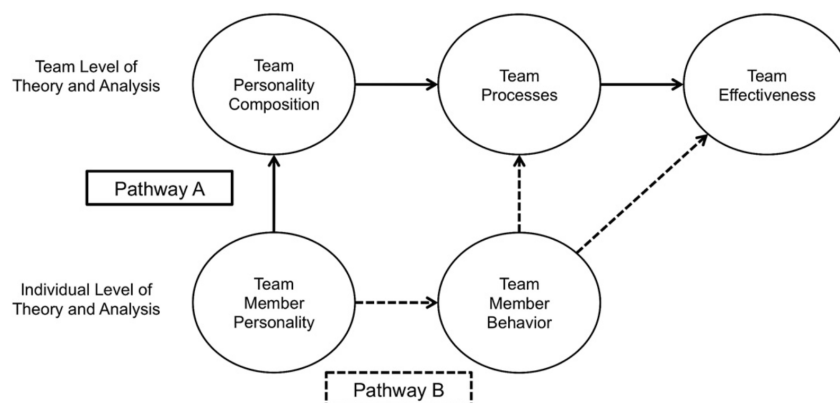 Team Level of
Theory and Analysis
Team
Personality
Composition
Team
Processes
Team
Effectiveness
Pathway A
Individual Level of
Theory and Analysis
Team
Member
Personality
Team
Member
Behavior
Pathway B